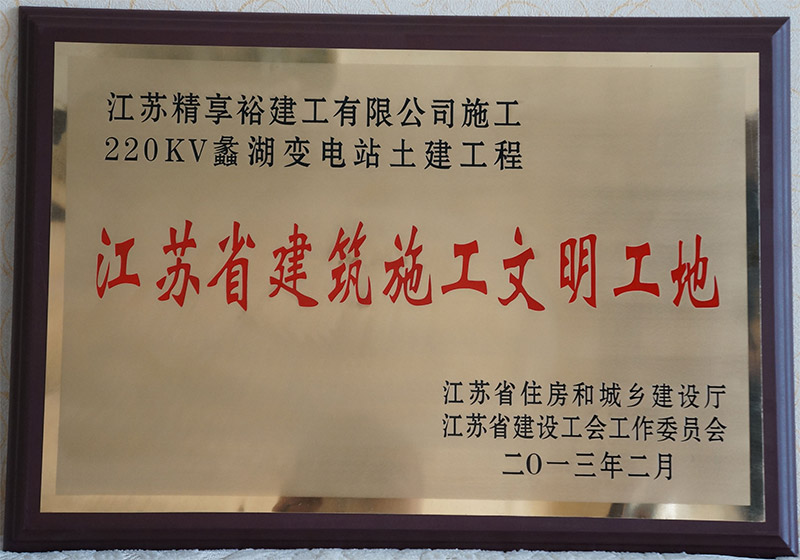 江苏精享裕建工有限公司施工
220KV蠡湖变电站土建工程
江苏省建筑施工文明工地
江苏省住房和城乡建设厅
江苏省建设工会工作委员会
二〇一三年二月